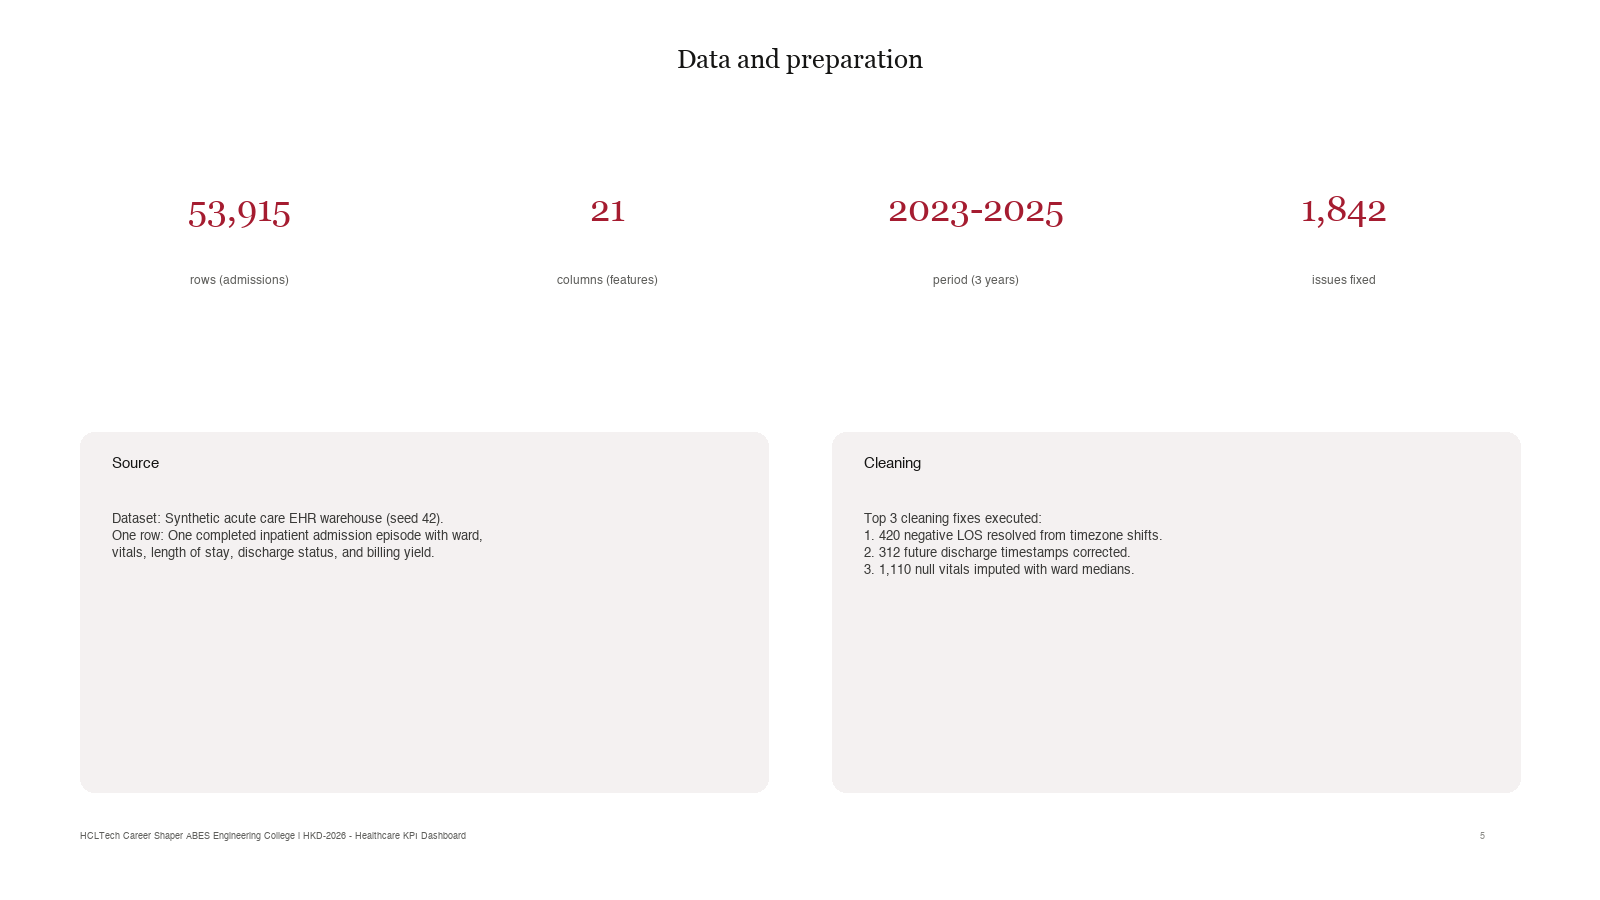 Data and preparation
53,915
21
2023-2025
1,842
rows (admissions)
columns (features)
period (3 years)
issues fixed
Source
Dataset: Synthetic acute care EHR warehouse (seed 42).
One row: One completed inpatient admission episode with ward,
vitals, length of stay, discharge status, and billing yield.
Cleaning
Top 3 cleaning fixes executed:
1. 420 negative LOS resolved from timezone shifts.
2. 312 future discharge timestamps corrected.
3. 1,110 null vitals imputed with ward medians.
HCLTech Career Shaper ABES Engineering College | HKD-2026 - Healthcare KPI Dashboard
5